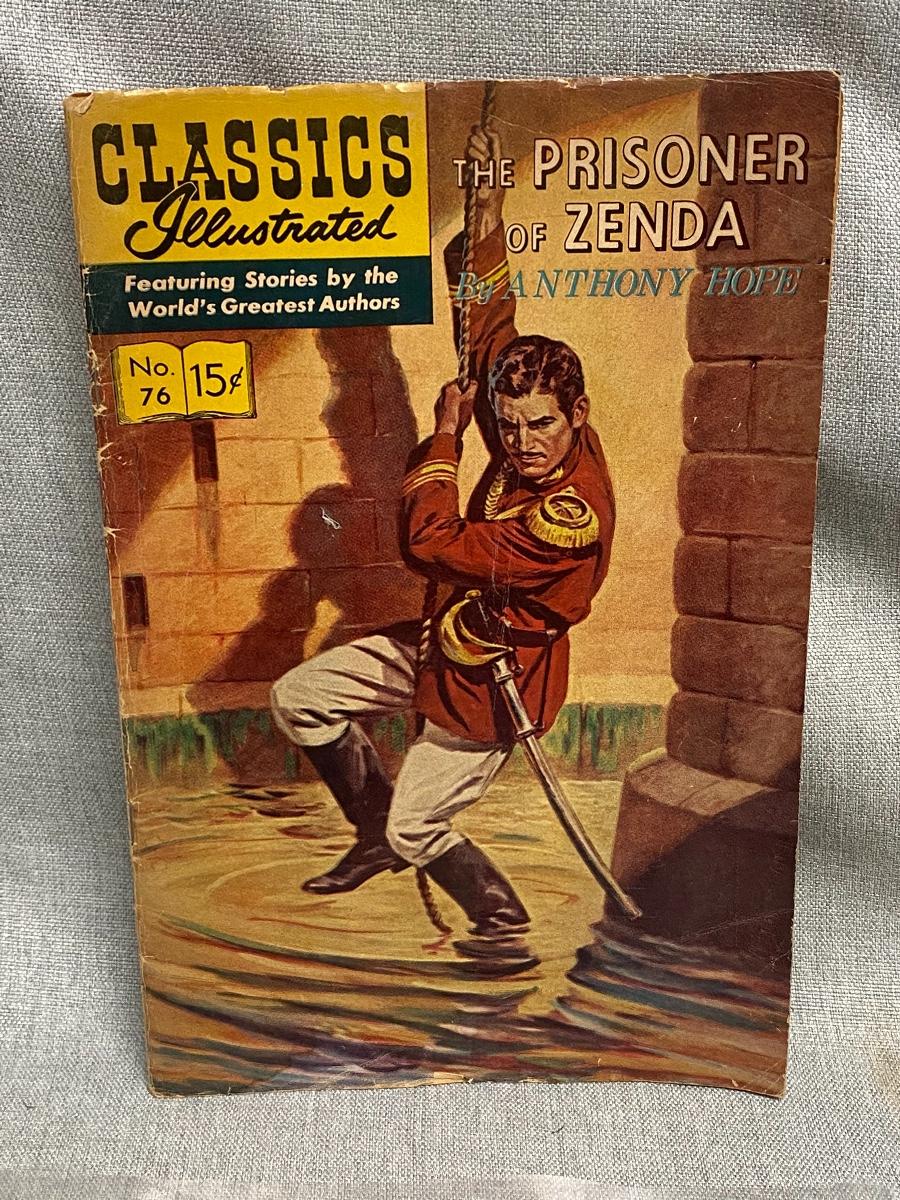 CLASSICS
Illustrated
Featuring Stories by the
World's Greatest Authors
No.
76
15¢
THE PRISONER
OF ZENDA
By ANTHONY HOPE